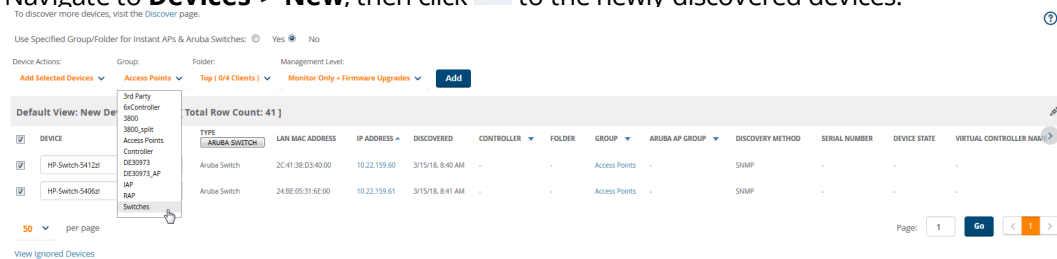 Navigate to Devices > New, then click to the newly discovered devices.
To discover more devices, visit the Discover page.
Use Specified Group/Folder for Instant APs & Aruba Switches: Yes No
Device Actions: Group: Folder: Management Level:
Add Selected Devices Access Points Top ( 0/4 Clients ) Monitor Only + Firmware Upgrades Add
3rd Party
6xController
3800
3800_split
Access Points
Controller
DE30973
DE30973_AP
IAP
RAP
Switches
Default View: New De [ Total Row Count: 41 ]
DEVICE TYPE ARUBA SWITCH LAN MAC ADDRESS IP ADDRESS DISCOVERED CONTROLLER FOLDER GROUP ARUBA AP GROUP DISCOVERY METHOD SERIAL NUMBER DEVICE STATE VIRTUAL CONTROLLER NAME
HP-Switch-5412zl Aruba Switch 2C:41:38:D3:40:00 10.22.159.60 3/15/18, 8:40 AM - - Access Points - SNMP - - -
HP-Switch-5406zl Aruba Switch 24:BE:05:31:6E:00 10.22.159.61 3/15/18, 8:41 AM - - Access Points - SNMP - - -
50 per page Page: 1 Go < 1 >
View Ignored Devices